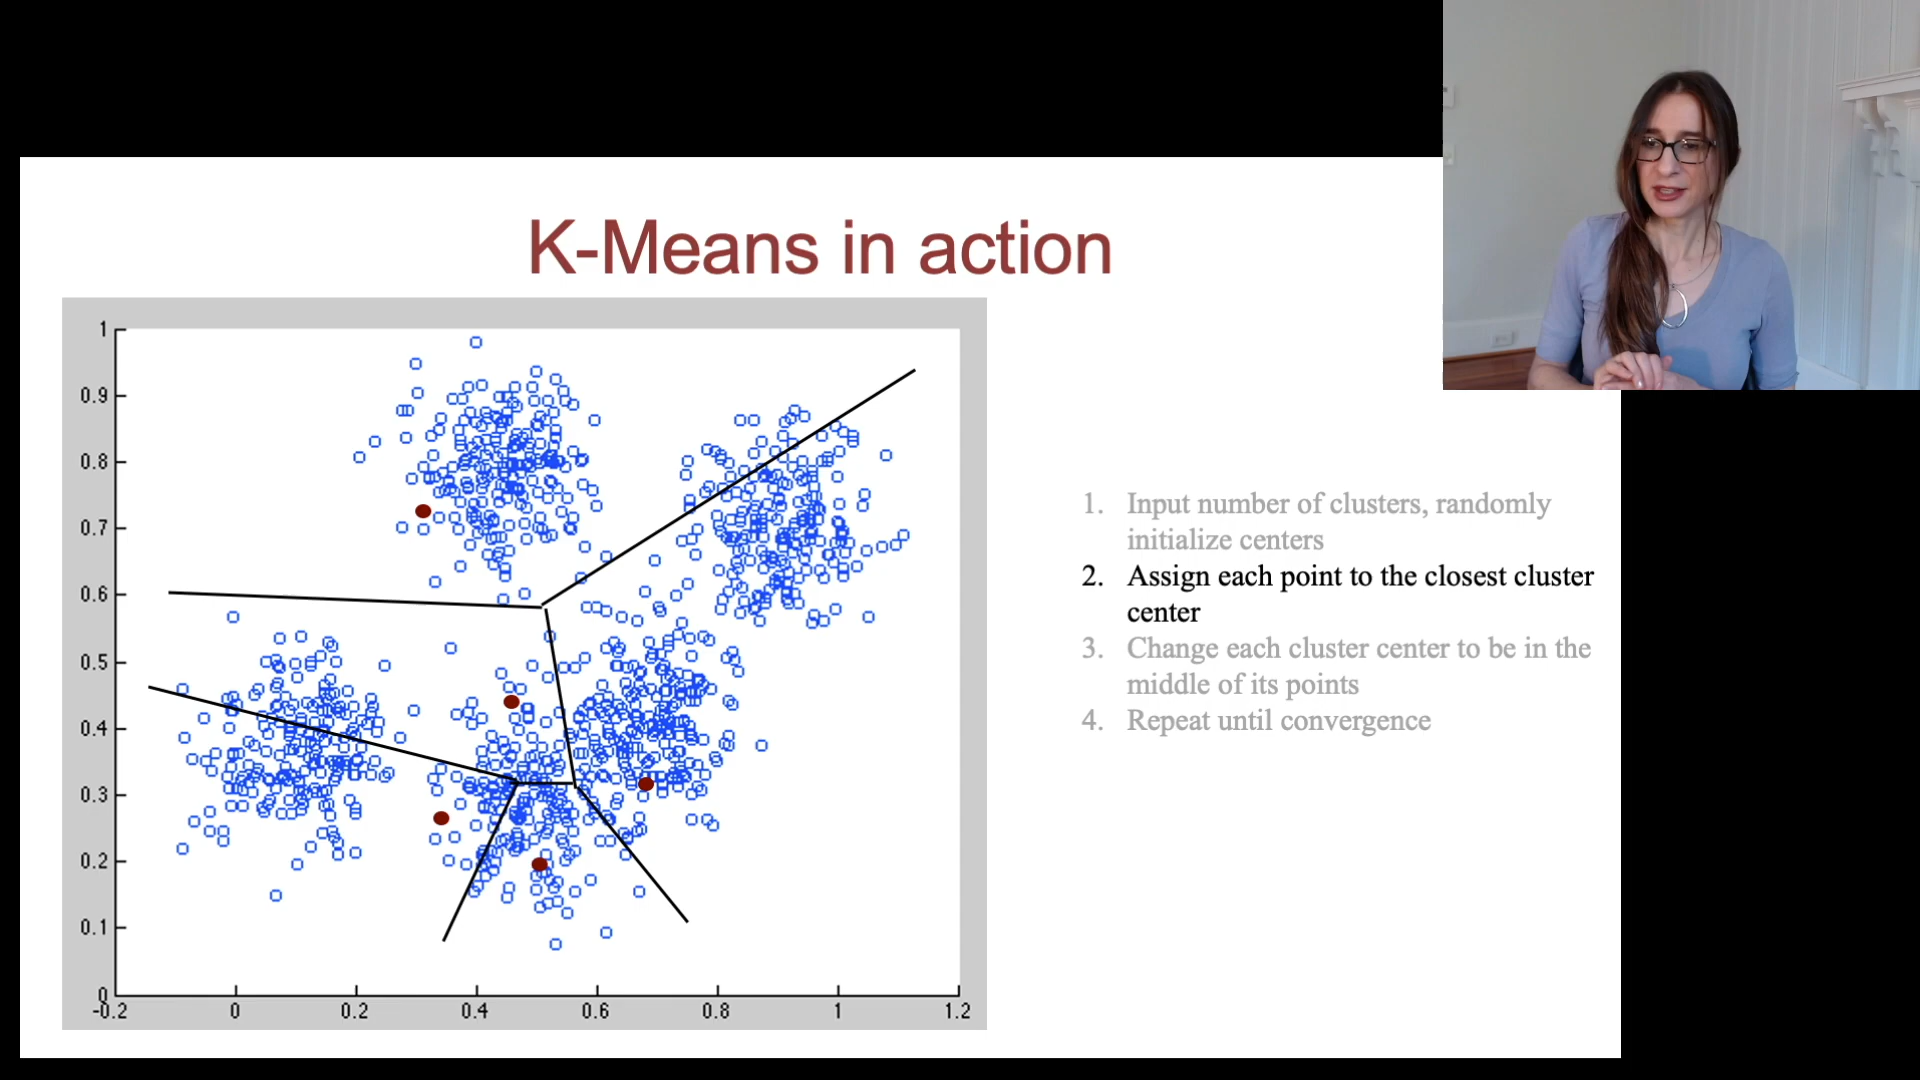 K-Means in action
1
0.9
0.8
0.7
0.6
0.5
0.4
0.3
0.2
0.1
0
-0.2 0 0.2 0.4 0.6 0.8 1 1.2
1. Input number of clusters, randomly
initialize centers
2. Assign each point to the closest cluster
center
3. Change each cluster center to be in the
middle of its points
4. Repeat until convergence